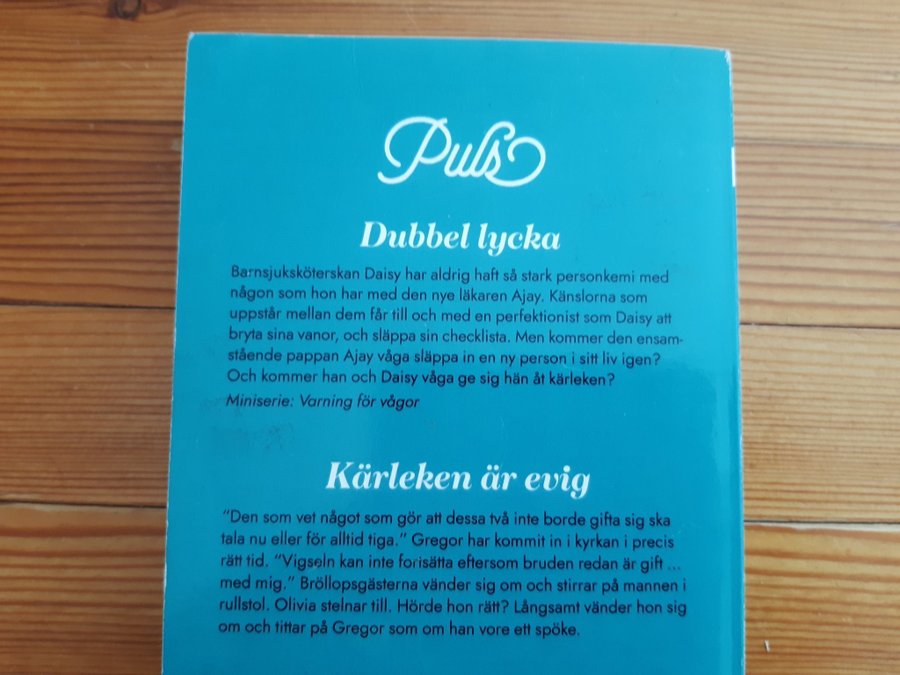 Puls
Dubbel lycka
Barnsjuksköterskan Daisy har aldrig haft så stark personkemi med
någon som hon har med den nye läkaren Ajay. Känslorna som
uppstår mellan dem får till och med en perfektionist som Daisy att
bryta sina vanor, och släppa sin checklista. Men kommer den ensam-
stående pappan Ajay våga släppa in en ny person i sitt liv igen?
Och kommer han och Daisy våga ge sig hän åt kärleken?
Miniserie: Varning för vågor
Kärleken är evig
”Den som vet något som gör att dessa två inte borde gifta sig ska
tala nu eller för alltid tiga.” Gregor har kommit in i kyrkan i precis
rätt tid. ”Vigseln kan inte forisätta eftersom bruden redan är gift ...
med mig.” Bröllopsgästerna vänder sig om och stirrar på mannen i
rullstol. Olivia stelnar till. Hörde hon rätt? Långsamt vänder hon sig
om och tittar på Gregor som om han vore ett spöke.